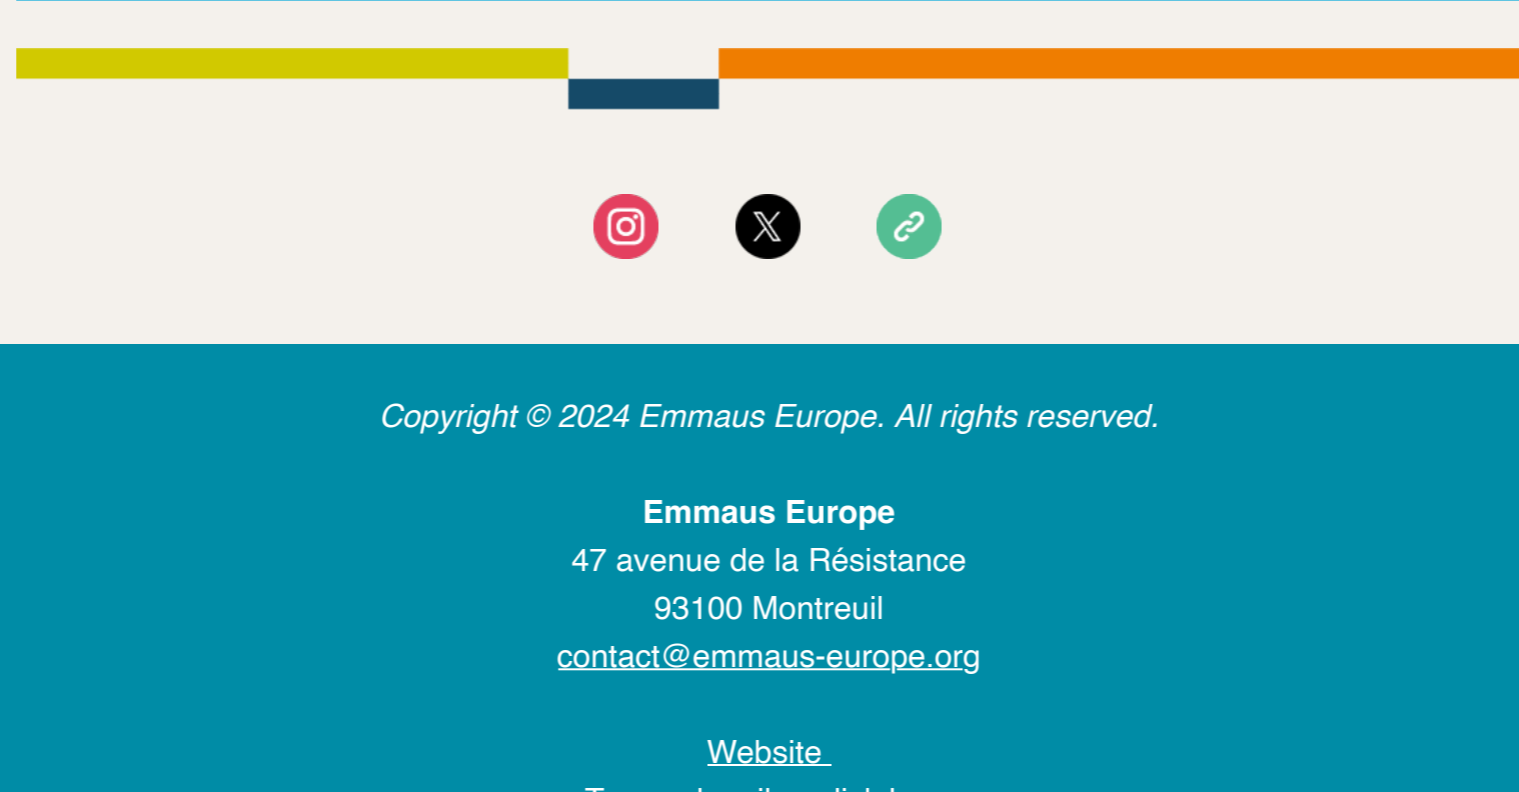 Copyright © 2024 Emmaus Europe. All rights reserved.
Emmaus Europe
47 avenue de la Résistance
93100 Montreuil
contact@emmaus-europe.org
Website